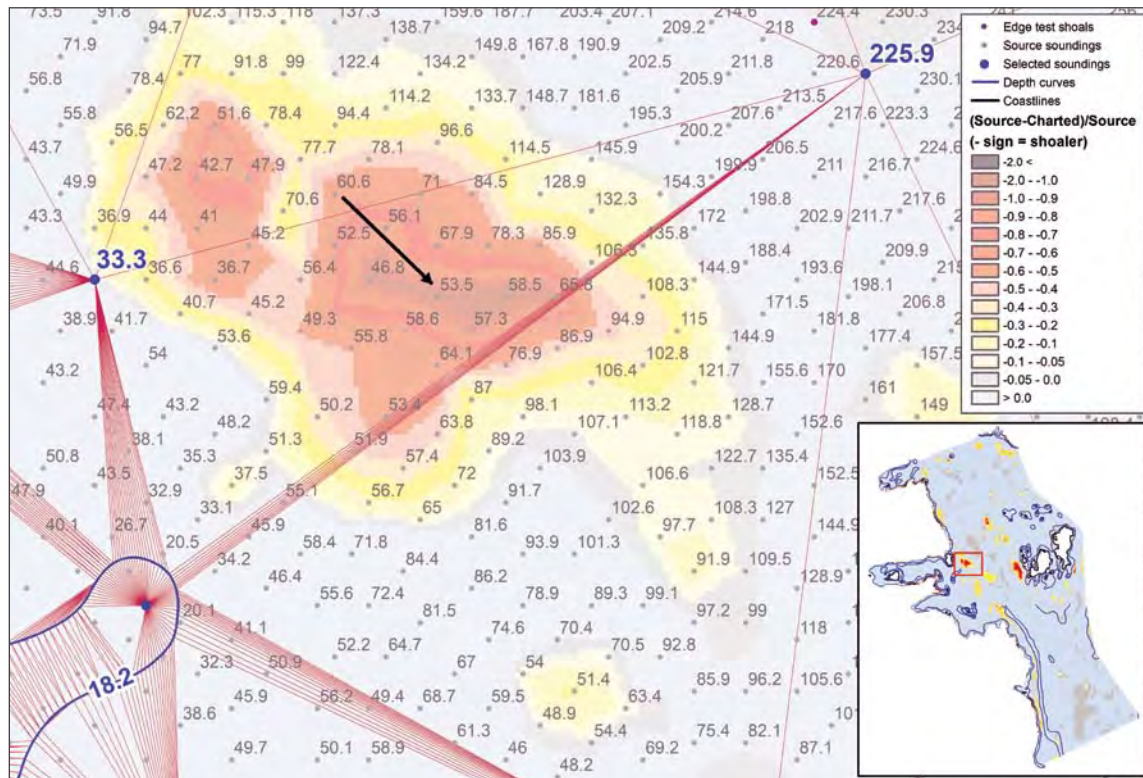 73.5 91.8 102.3 115.3 137.3 159.6 187.7 203.4 207.1 214.6 224.4 230.3
94.7 138.7 209.2 218 234
71.9 149.8 167.8 190.9 225.9
77 91.8 99 122.4 134.2 202.5 211.8 220.6
56.8 78.4 205.9 230.1
114.2 133.7 148.7 181.6 213.5
55.8 62.2 51.6 78.4 94.4 195.3 207.6 217.6 223.3
56.5 96.6 200.2
43.7 77.7 78.1 114.5 145.9 206.5 224.6
47.2 42.7 47.9 199.9 211 216.7
49.9 60.6 71 84.5 128.9 154.3
70.6 132.3 198.8 217.6
43.3 36.9 44 41 56.1 172 202.9 211.7
45.2 52.5 67.9 78.3 85.9 135.8
106.3 188.4 209.9
33.3
44.6 36.6 36.7 56.4 46.8 144.9 193.6
53.5 58.5 65.8 108.3 198.1
40.7 45.2 171.5 206.8
38.9 41.7 49.3 58.6 57.3 94.9 115 181.8
53.6 55.8 86.9 177.4
54 64.1 76.9 102.8 157.5
43.2 106.4 121.7 155.6 170
59.4 87 161
47.4 43.2 50.2 53.4 98.1 113.2 128.7 149
48.2 63.8 107.1 118.8 152.6
38.1 51.3 51.9 89.2
50.8 35.3 57.4 103.9 122.7 135.4
43.5 37.5 72 106.6 152.5
47.9 32.9 55.1 56.7 91.7
33.1 65 102.6 108.3 127
40.1 26.7 45.9 81.6 97.7 144.9
20.5 58.4 71.8 93.9 101.3
34.2 84.4 91.9 109.5
46.4 86.2 128.9
55.6 72.4 78.9 89.3 99.1
20.1 81.5 97.2 99
41.1 74.6 70.4 118
52.2 64.7 70.5 92.8
32.3 50.9 67 54
18.2 51.4 85.9 96.2 105.6
45.9 56.2 49.4 68.7 59.5 63.4
38.6 48.9
61.3 54.4 75.4 82.1
49.7 50.1 58.9 46 69.2 87.1
48.2
Edge test shoals
Source soundings
Selected soundings
Depth curves
Coastlines
(Source-Charted)/Source
(- sign = shoaler)
-2.0 <
-2.0 - -1.0
-1.0 - -0.9
-0.9 - -0.8
-0.8 - -0.7
-0.7 - -0.6
-0.6 - -0.5
-0.5 - -0.4
-0.4 - -0.3
-0.3 - -0.2
-0.2 - -0.1
-0.1 - -0.05
-0.05 - 0.0
> 0.0